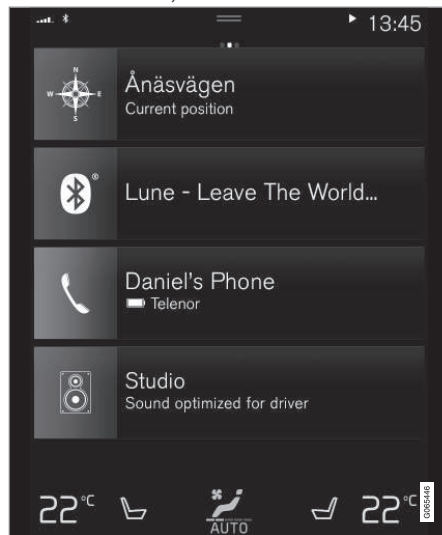 13:45
N
W E
S
Ånäsvägen
Current position
®
Lune - Leave The World...
Daniel's Phone
Telenor
Studio
Sound optimized for driver
22°C AUTO 22°C
G065446